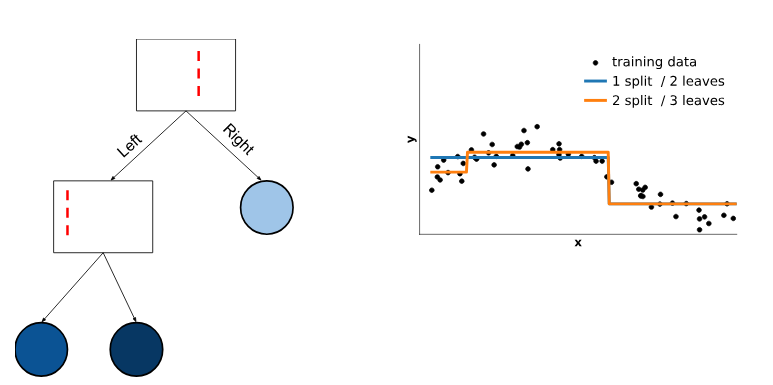 Left
Right
training data
1 split / 2 leaves
2 split / 3 leaves
y
x